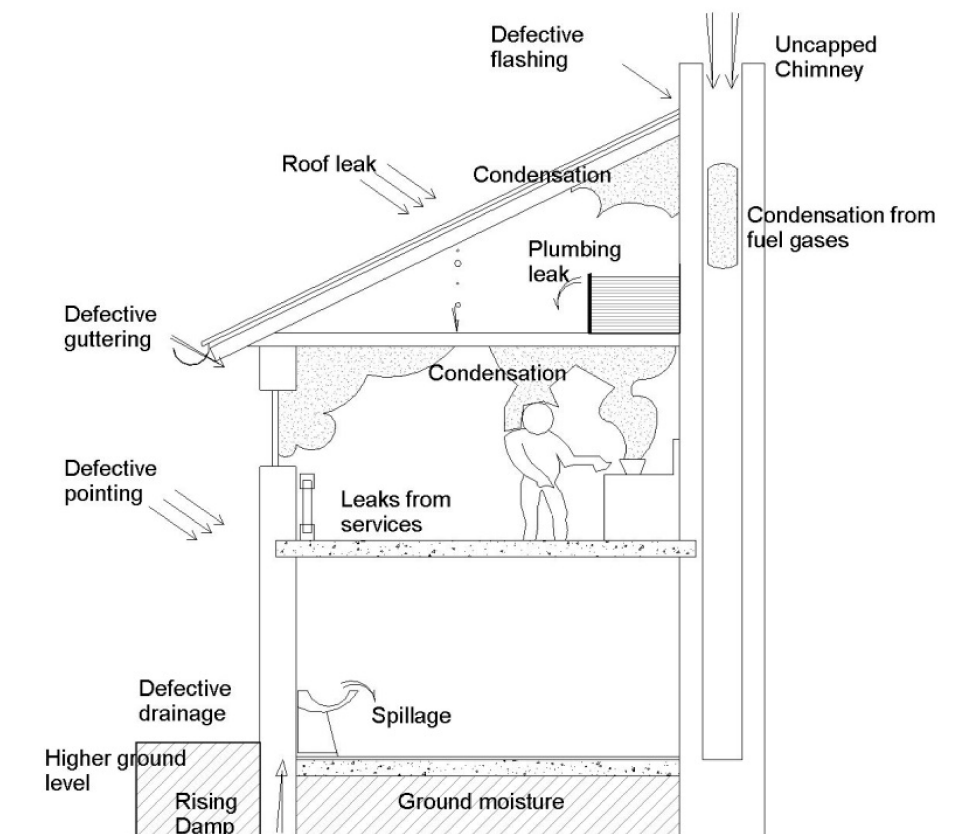 Defective
flashing
Uncapped
Chimney
Roof leak
Condensation
Condensation from
fuel gases
Plumbing
leak
Defective
guttering
Condensation
Defective
pointing
Leaks from
services
Defective
drainage
Spillage
Higher ground
level
Rising
Damp
Ground moisture